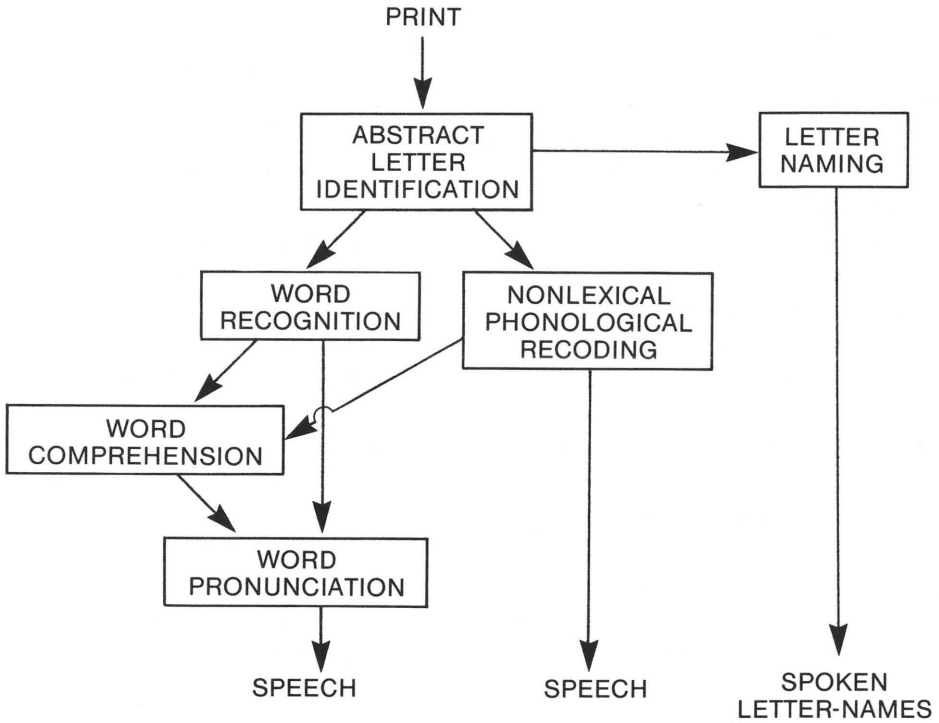 PRINT
ABSTRACT
LETTER
IDENTIFICATION
LETTER
NAMING
WORD
RECOGNITION
NONLEXICAL
PHONOLOGICAL
RECODING
WORD
COMPREHENSION
WORD
PRONUNCIATION
SPEECH
SPEECH
SPOKEN
LETTER-NAMES